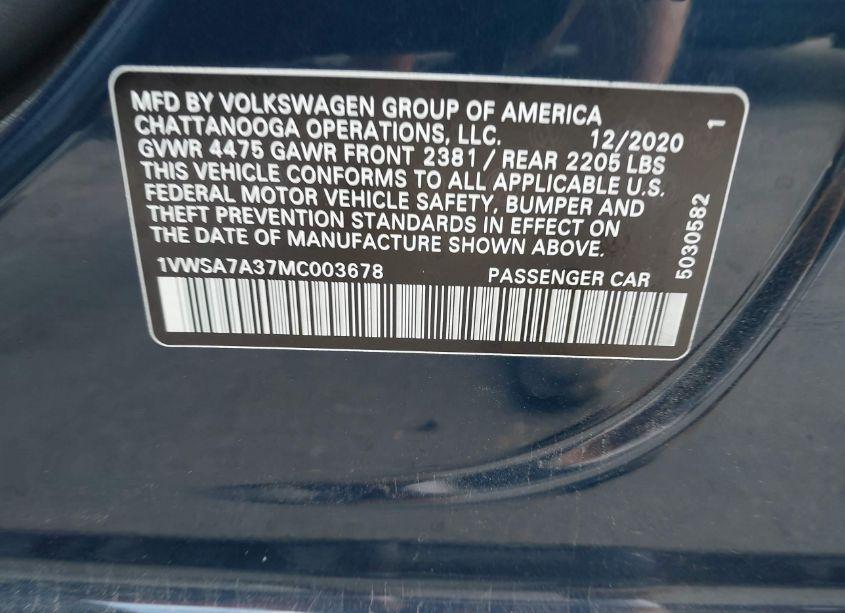 MFD BY VOLKSWAGEN GROUP OF AMERICA
CHATTANOOGA OPERATIONS, LLC. 12/2020
GVWR 4475 GAWR FRONT 2381 / REAR 2205 LBS
THIS VEHICLE CONFORMS TO ALL APPLICABLE U.S.
FEDERAL MOTOR VEHICLE SAFETY, BUMPER AND
THEFT PREVENTION STANDARDS IN EFFECT ON
THE DATE OF MANUFACTURE SHOWN ABOVE.
1VWSA7A37MC003678 PASSENGER CAR
5030582
1